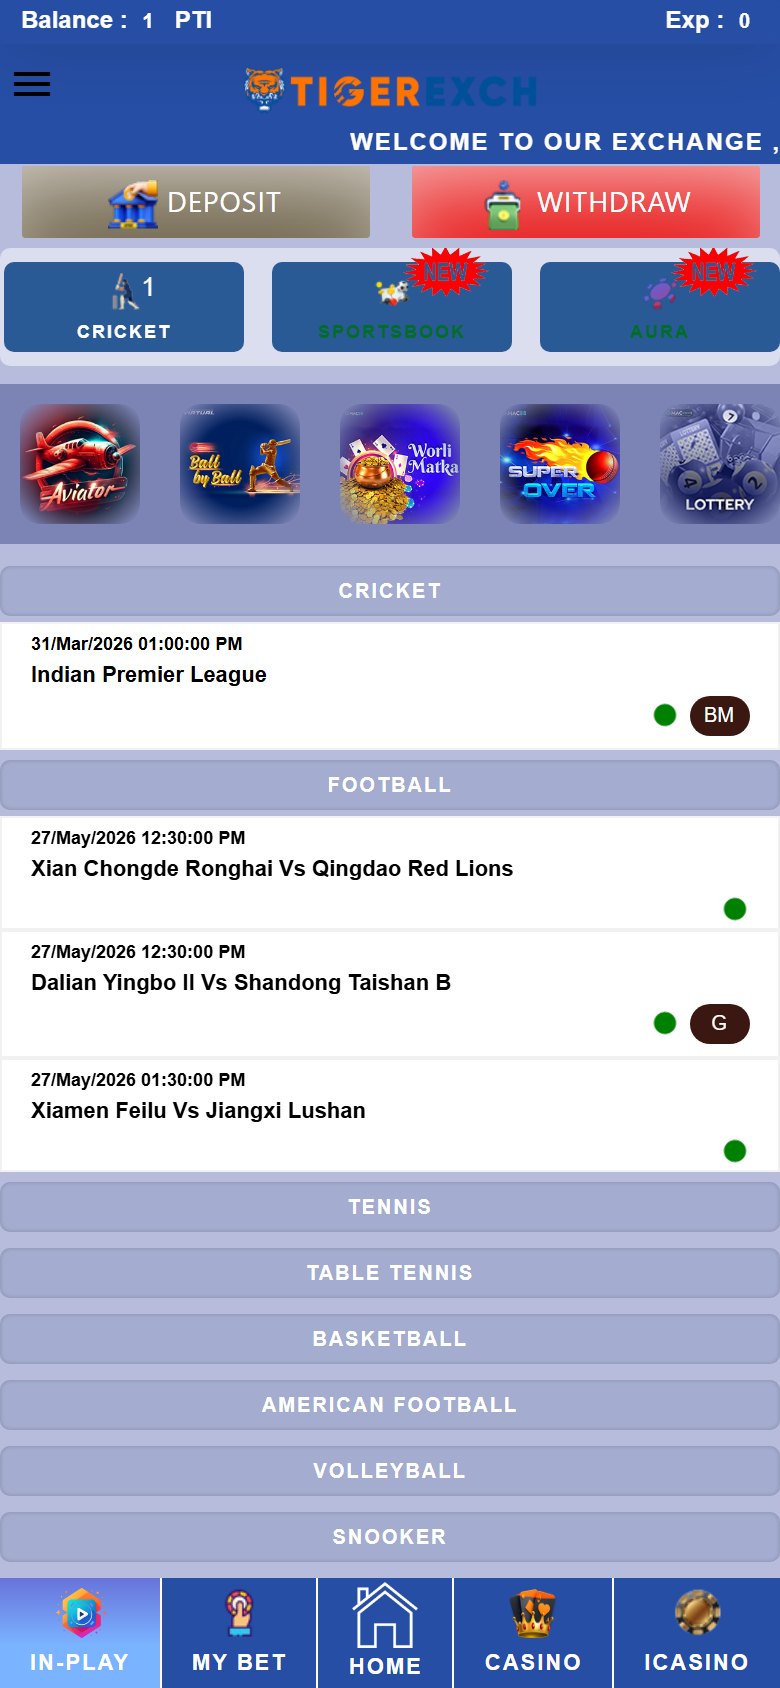 Balance : 1 PTI Exp : 0
TIGEREXCH
WELCOME TO OUR EXCHANGE ,
DEPOSIT WITHDRAW
1 NEW NEW
CRICKET SPORTSBOOK AURA
VIRTUAL
Aviator
Ball
by Ball
Worli
Matka
SUPER
OVER
LOTTERY
CRICKET
31/Mar/2026 01:00:00 PM
Indian Premier League
BM
FOOTBALL
27/May/2026 12:30:00 PM
Xian Chongde Ronghai Vs Qingdao Red Lions
27/May/2026 12:30:00 PM
Dalian Yingbo II Vs Shandong Taishan B
G
27/May/2026 01:30:00 PM
Xiamen Feilu Vs Jiangxi Lushan
TENNIS
TABLE TENNIS
BASKETBALL
AMERICAN FOOTBALL
VOLLEYBALL
SNOOKER
IN-PLAY MY BET HOME CASINO ICASINO